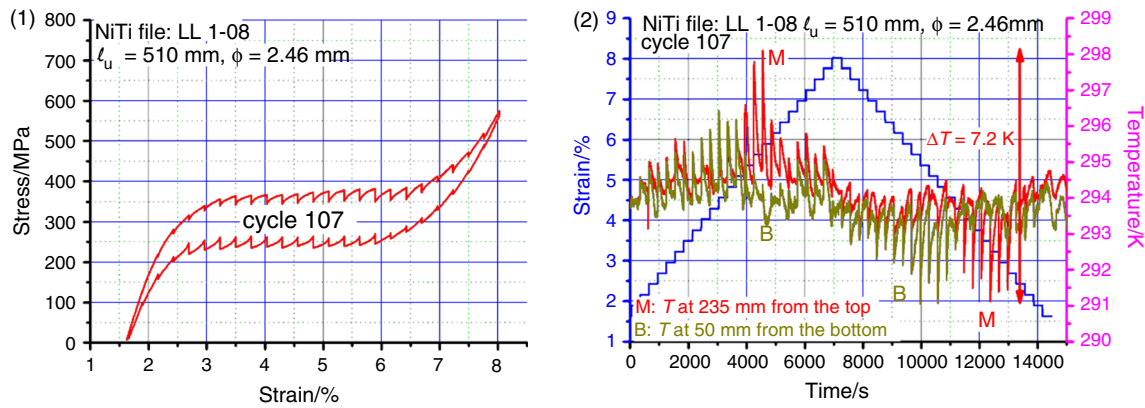 (1)
NiTi file: LL 1-08
ℓu = 510 mm, ϕ = 2.46 mm
cycle 107
Stress/MPa
800
700
600
500
400
300
200
100
0
1 2 3 4 5 6 7 8
Strain/%
(2)
NiTi file: LL 1-08 ℓu = 510 mm, ϕ = 2.46mm
cycle 107
M
ΔT = 7.2 K
B
B
M
M: T at 235 mm from the top
B: T at 50 mm from the bottom
Strain/%
9%
8
7
6
5
4
3
2
1
Temperature/K
299
298
297
296
295
294
293
292
291
290
0 2000 4000 6000 8000 10000 12000 14000
Time/s